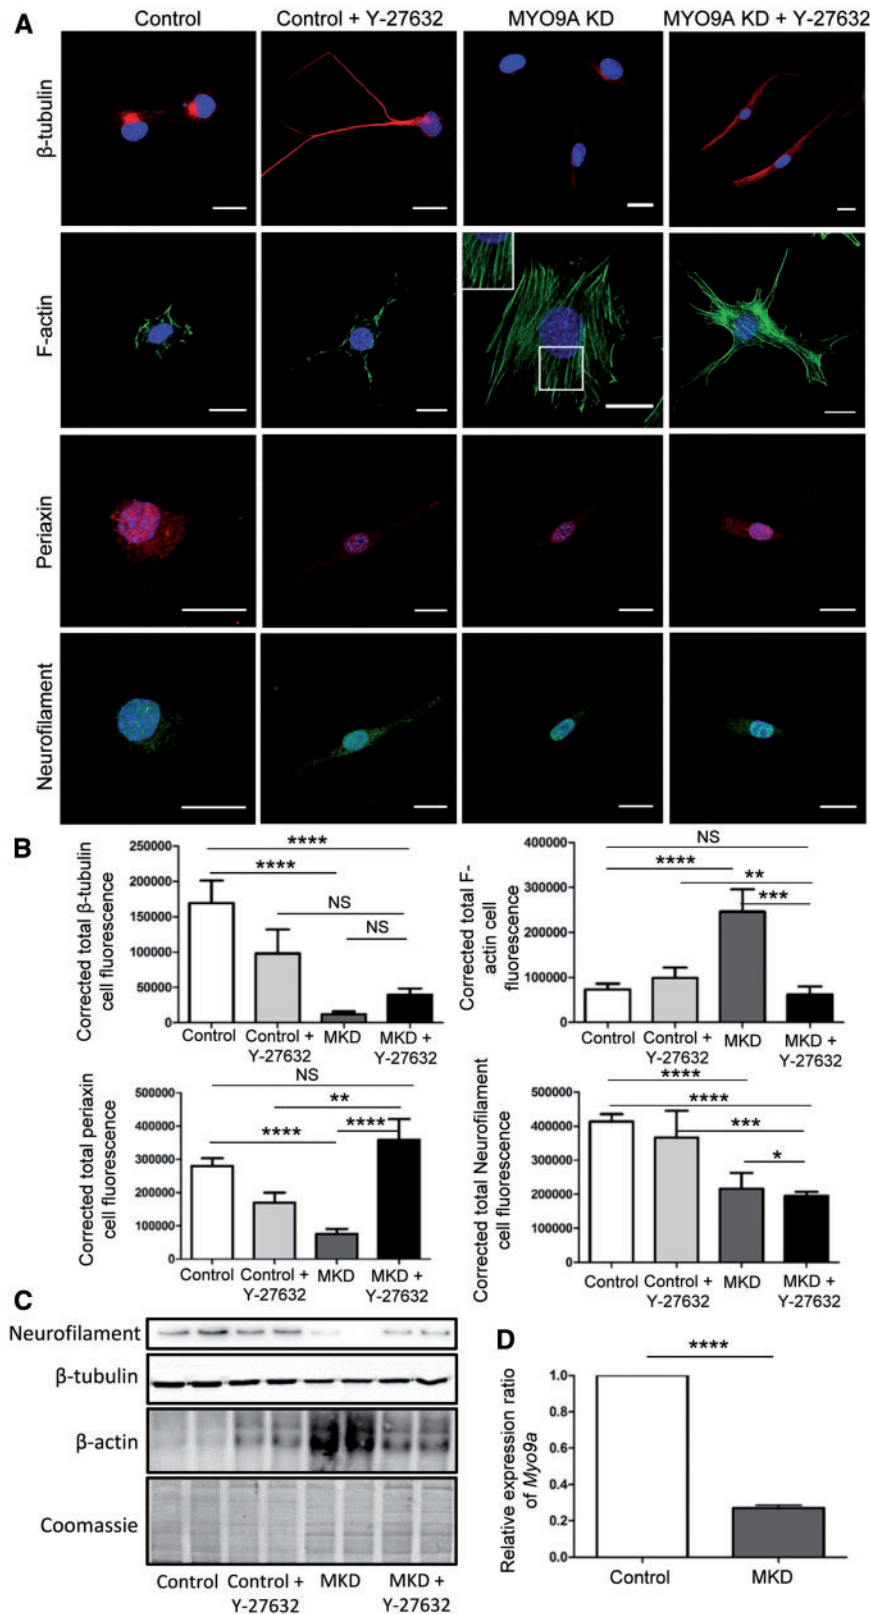 A
Control
Control + Y-27632
MYO9A KD
MYO9A KD + Y-27632
β-tubulin
F-actin
Periaxin
Neurofilament
B
Corrected total β-tubulin
cell fluorescence
250000
200000
150000
100000
50000
0
****
****
NS
NS
Control
Control +
Y-27632
MKD
MKD +
Y-27632
Corrected total F-
actin cell
fluorescence
400000
300000
200000
100000
0
NS
****
**
***
Control
Control +
Y-27632
MKD
MKD +
Y-27632
Corrected total periaxin
cell fluorescence
500000
400000
300000
200000
100000
0
NS
**
****
****
Control
Control +
Y-27632
MKD
MKD +
Y-27632
Corrected total Neurofilament
cell fluorescence
500000
400000
300000
200000
100000
0
****
****
***
*
Control
Control +
Y-27632
MKD
MKD +
Y-27632
C
Neurofilament
β-tubulin
β-actin
Coomassie
Control
Control +
Y-27632
MKD
MKD +
Y-27632
D
Relative expression ratio
of Myo9a
1.0
0.8
0.6
0.4
0.2
0.0
****
Control
MKD